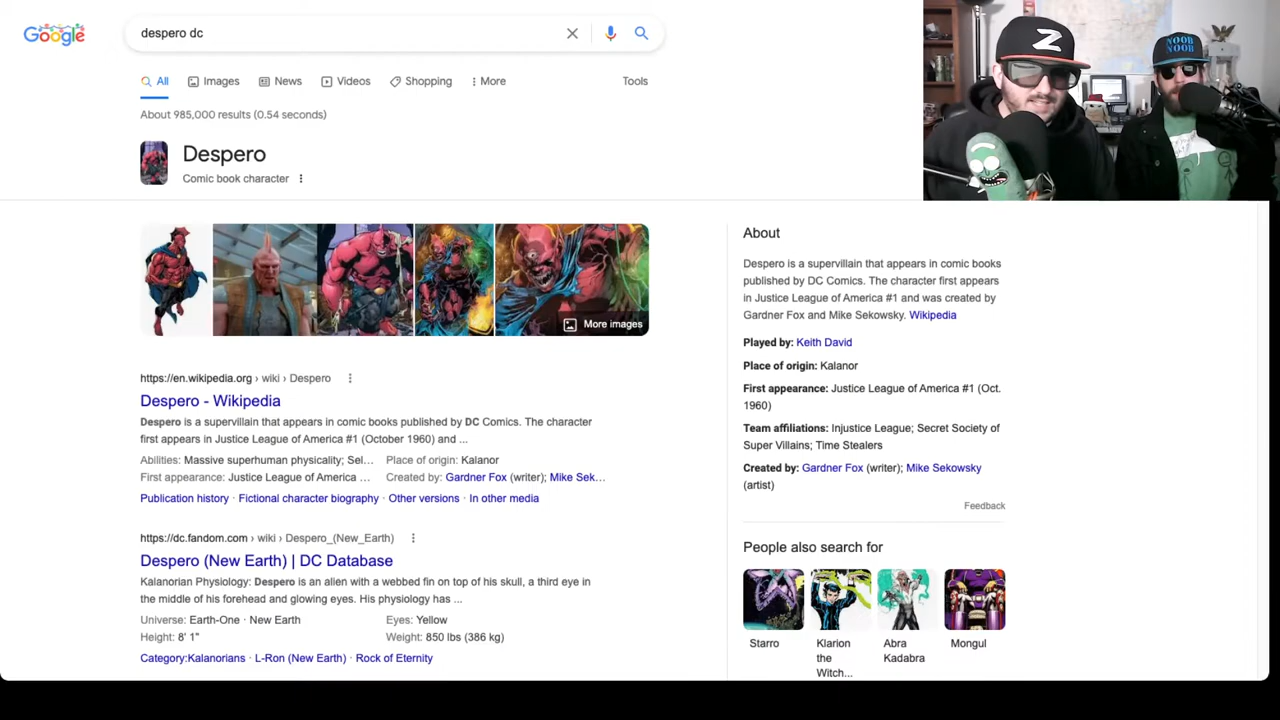 Google
despero dc
All
Images
News
Videos
Shopping
More
Tools
About 985,000 results (0.54 seconds)
Despero
Comic book character
More images
https://en.wikipedia.org › wiki › Despero
Despero - Wikipedia
Despero is a supervillain that appears in comic books published by DC Comics. The character
first appears in Justice League of America #1 (October 1960) and ...
Abilities: Massive superhuman physicality; Sel... Place of origin: Kalanor
First appearance: Justice League of America ... Created by: Gardner Fox (writer); Mike Sek...
Publication history · Fictional character biography · Other versions · In other media
https://dc.fandom.com › wiki › Despero_(New_Earth)
Despero (New Earth) | DC Database
Kalanorian Physiology: Despero is an alien with a webbed fin on top of his skull, a third eye in
the middle of his forehead and glowing eyes. His physiology has ...
Universe: Earth-One · New Earth Eyes: Yellow
Height: 8' 1" Weight: 850 lbs (386 kg)
Category:Kalanorians · L-Ron (New Earth) · Rock of Eternity
About
Despero is a supervillain that appears in comic books
published by DC Comics. The character first appears
in Justice League of America #1 and was created by
Gardner Fox and Mike Sekowsky. Wikipedia
Played by: Keith David
Place of origin: Kalanor
First appearance: Justice League of America #1 (Oct.
1960)
Team affiliations: Injustice League; Secret Society of
Super Villains; Time Stealers
Created by: Gardner Fox (writer); Mike Sekowsky
(artist)
Feedback
People also search for
Starro
Klarion
the
Witch...
Abra
Kadabra
Mongul
Z
NOOB
NOOB